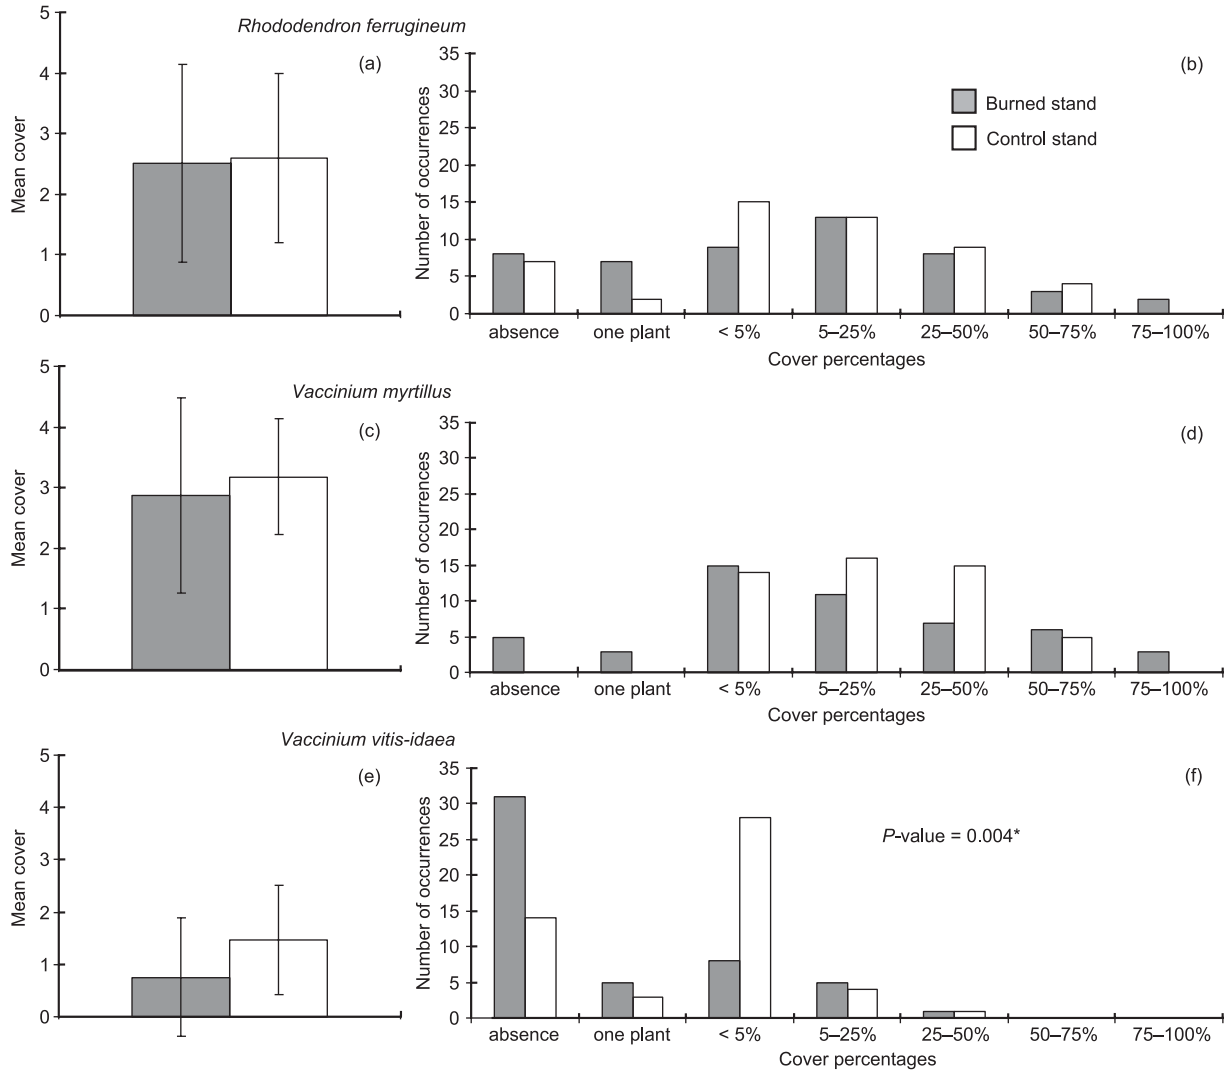 Rhododendron ferrugineum
(a)
Mean cover
5
4
3
2
1
0
(b)
Number of occurrences
35
30
25
20
15
10
5
0
Burned stand
Control stand
absence one plant < 5% 5–25% 25–50% 50–75% 75–100%
Cover percentages
Vaccinium myrtillus
(c)
Mean cover
5
4
3
2
1
0
(d)
Number of occurrences
35
30
25
20
15
10
5
0
absence one plant < 5% 5–25% 25–50% 50–75% 75–100%
Cover percentages
Vaccinium vitis-idaea
(e)
Mean cover
5
4
3
2
1
0
(f)
Number of occurrences
35
30
25
20
15
10
5
0
P-value = 0.004*
absence one plant < 5% 5–25% 25–50% 50–75% 75–100%
Cover percentages